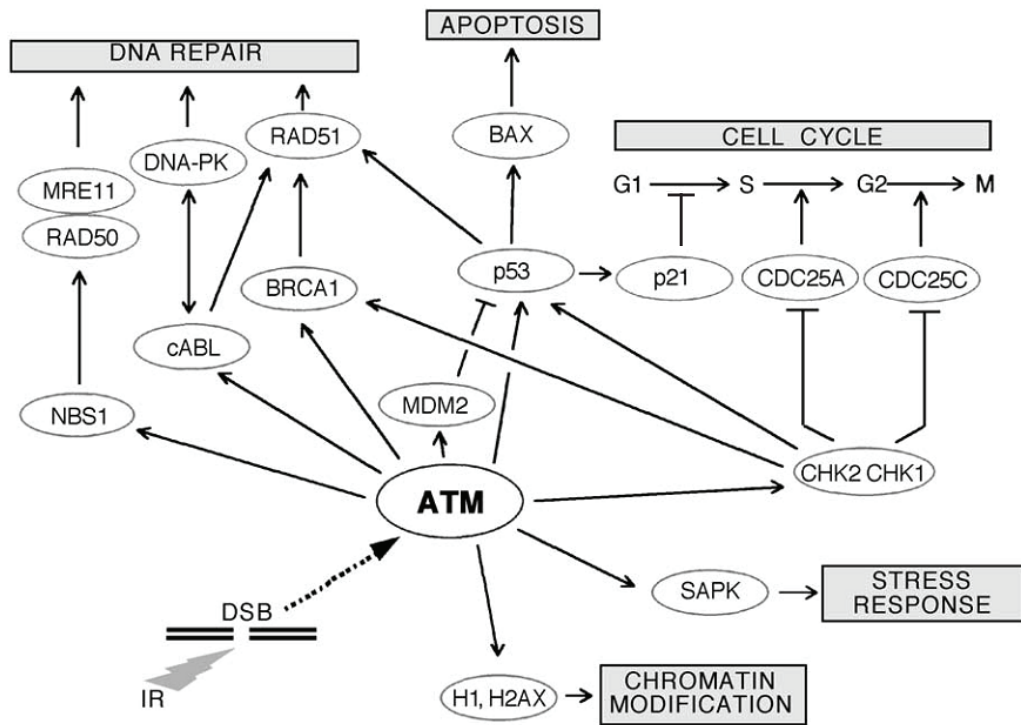 APOPTOSIS
DNA REPAIR
RAD51
BAX
CELL CYCLE
DNA-PK
MRE11
G1
S
G2
M
RAD50
p53
p21
CDC25A
CDC25C
BRCA1
cABL
NBS1
MDM2
CHK2 CHK1
ATM
SAPK
STRESS
RESPONSE
DSB
IR
H1, H2AX
CHROMATIN
MODIFICATION